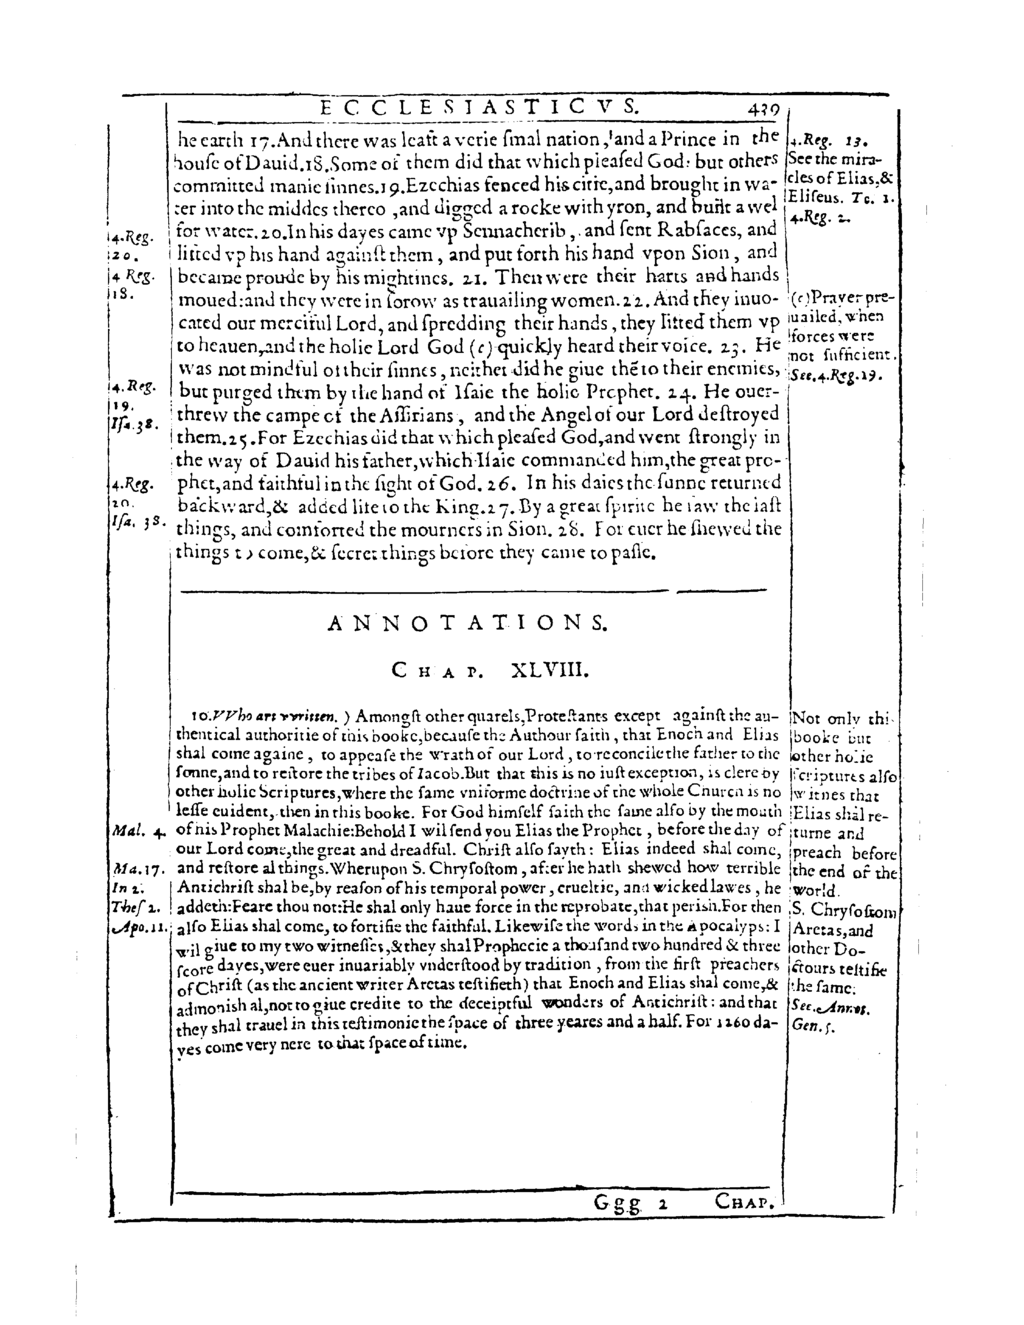 ECCLESIASTICVS. 439
he earth 17. And there was leaft a verie ſmal nation, and a Prince in the
houſe of Dauid. 18. Some of them did that which pleaſed God: but others
committed manie ſinnes. 19. Ezechias fenced his citie, and brought in wa-
ter into the middes therco, and digged a rocke with yron, and built a wel
for water. 20. In his dayes came vp Sennacherib, and ſent Rabſaces, and
lifted vp his hand againſt them, and put forth his hand vpon Sion, and
became proude by his mightines. 21. Then were their harts and hands
moued: and they were in ſorow as trauailing women. 22. And they inuo-
cated our merciful Lord, and ſpredding their hands, they lifted them vp
to heauen, and the holie Lord God (c) quickly heard their voice. 23. He
was not mindful of their ſinnes, neither did he giue thē to their enemies,
but purged them by the hand of Iſaie the holie Prophet. 24. He ouer-
threw the campe of the Aſſirians, and the Angel of our Lord deſtroyed
them. 25. For Ezechias did that which pleaſed God, and went ſtrongly in
the way of Dauid his father, which Iſaie commanded him, the great pro-
phet, and faithful in the ſight of God. 26. In his daies the ſunne returned
backward, & added life to the King. 27. By a great ſpirite he ſaw the laſt
things, and comforted the mourners in Sion. 28. For euer he ſhewed the
things to come, & ſecret things before they came to paſſe.
4.Reg.
20.
4 Reg.
18.
4.Reg.
19.
Iſa.38.
4.Reg.
20.
Iſa. 38.
4.Reg. 13.
See the mira-
cles of Elias, &
Eliſeus. To. 1.
4.Reg. 2.
(c) Prayer pre-
uailed, when
forces were
not ſufficient.
See. 4. Reg. 19.
ANNOTATIONS.
CHAP. XLVIII.
10. VVho art vvritten. ) Amongſt other quarels, Proteſtants except againſt the au-
thentical authoritie of this booke, becauſe the Authour ſaith, that Enoch and Elias
shal come againe, to appeaſe the wrath of our Lord, to reconcile the father to the
ſonne, and to reſtore the tribes of Iacob. But that this is no iuſt exception, is clere by
other holie Scriptures, where the ſame vniforme doctrine of the whole Church is no
leſſe euident, then in this booke. For God himſelf ſaith the ſame alſo by the mouth
of his Prophet Malachie: Behold I wil ſend you Elias the Prophet, before the day of
our Lord come, the great and dreadful. Chriſt alſo ſayth: Elias indeed shal come,
and reſtore al things. Wherupon S. Chryſoſtom, after he hath shewed how terrible
Antichriſt shal be, by reaſon of his temporal power, crueltie, and wicked lawes, he
addeth: Feare thou not: He shal only haue force in the reprobate, that perish. For then
alſo Elias shal come, to fortifie the faithful. Likewiſe the words in the Apocalyps: I
wil giue to my two witneſſes, & they shal Prophecie a thouſand two hundred & three
ſcore dayes, were euer inuariably vnderſtood by tradition, from the firſt preachers
of Chriſt (as the ancient writer Aretas teſtifieth) that Enoch and Elias shal come, &
admonish al, not to giue credite to the deceiptful wonders of Antichriſt: and that
they shal trauel in this teſtimonie the ſpace of three yeares and a half. For 1260 da-
yes come very nere to that ſpace of time.
Mal. 4.
Ma. 17.
In 2.
Theſ 2.
Apo. 11.
Not only thi
booke but
other holie
ſcriptures alſo
witnes that
Elias shal re-
turne and
preach before
the end of the
world.
S. Chryſoſtom
Aretas, and
other Do-
ctours teſtifie
the ſame.
See. Annot.
Gen. 5.
Ggg 2 CHAP.